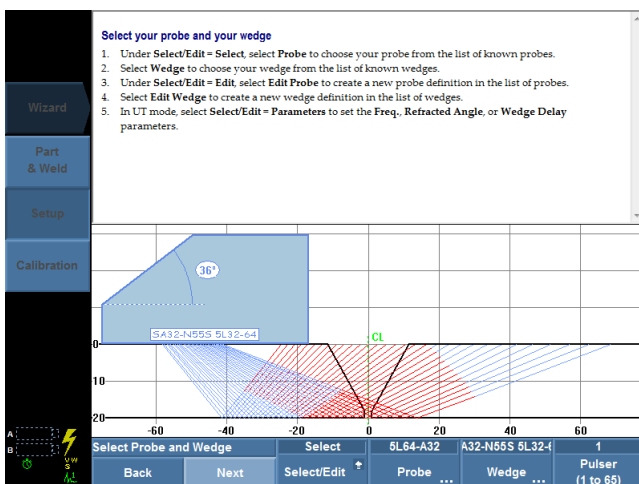 Select your probe and your wedge
1. Under Select/Edit = Select, select Probe to choose your probe from the list of known probes.
2. Select Wedge to choose your wedge from the list of known wedges.
3. Under Select/Edit = Edit, select Edit Probe to create a new probe definition in the list of probes.
4. Select Edit Wedge to create a new wedge definition in the list of wedges.
5. In UT mode, select Select/Edit = Parameters to set the Freq., Refracted Angle, or Wedge Delay
parameters.
Wizard
Part
& Weld
Setup
Calibration
36°
SA32-N55S 5L32-64
CL
0
10
20
-60 -40 -20 0 20 40 60
A
B
V W
S
Select Probe and Wedge Select 5L64-A32 A32-N55S 5L32-6 1
Back Next Select/Edit Probe ... Wedge ... Pulser
(1 to 65)